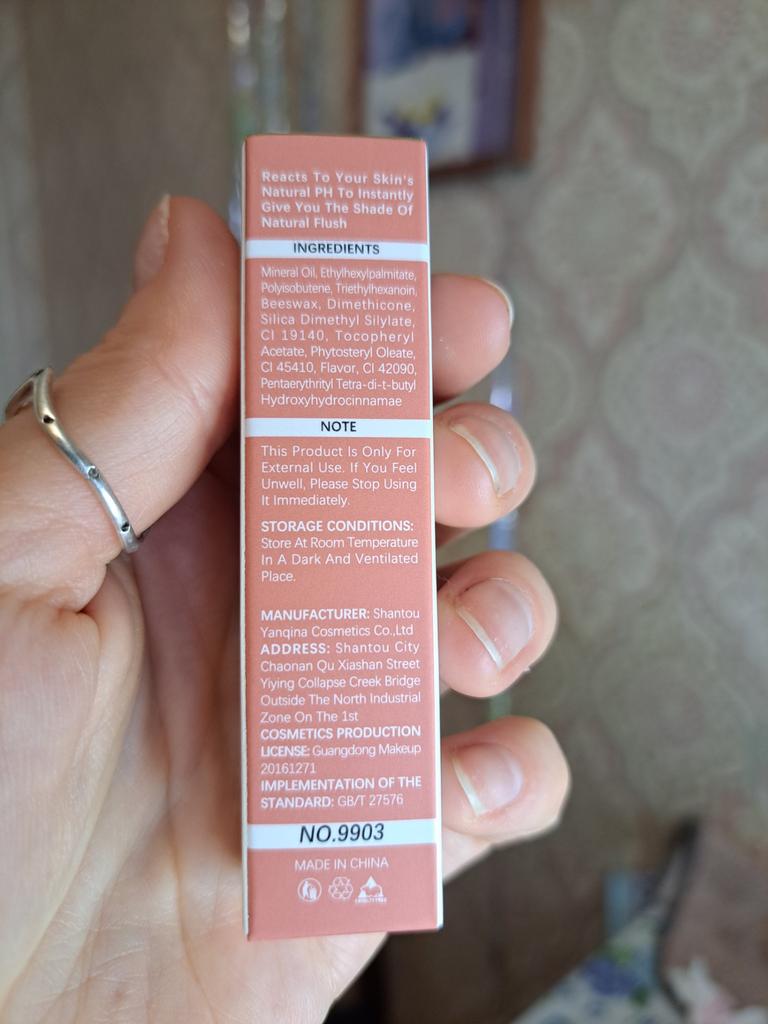 Reacts To Your Skin's
Natural PH To Instantly
Give You The Shade Of
Natural Flush
INGREDIENTS
Mineral Oil, Ethylhexylpalmitate,
Polyisobutene, Triethylhexanoin,
Beeswax, Dimethicone,
Silica Dimethyl Silylate,
CI 19140, Tocopheryl
Acetate, Phytosteryl Oleate,
CI 45410, Flavor, CI 42090,
Pentaerythrityl Tetra-di-t-butyl
Hydroxyhydrocinnamae
NOTE
This Product Is Only For
External Use. If You Feel
Unwell, Please Stop Using
It Immediately.
STORAGE CONDITIONS:
Store At Room Temperature
In A Dark And Ventilated
Place.
MANUFACTURER: Shantou
Yanqina Cosmetics Co.,Ltd
ADDRESS: Shantou City
Chaonan Qu Xiashan Street
Yiying Collapse Creek Bridge
Outside The North Industrial
Zone On The 1st
COSMETICS PRODUCTION
LICENSE: Guangdong Makeup
20161271
IMPLEMENTATION OF THE
STANDARD: GB/T 27576
NO.9903
MADE IN CHINA